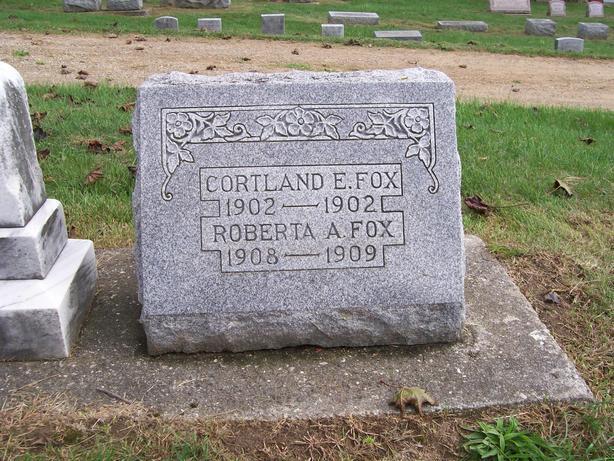 CORTLAND E. FOX
1902 — 1902
ROBERTA A. FOX
1908 — 1909